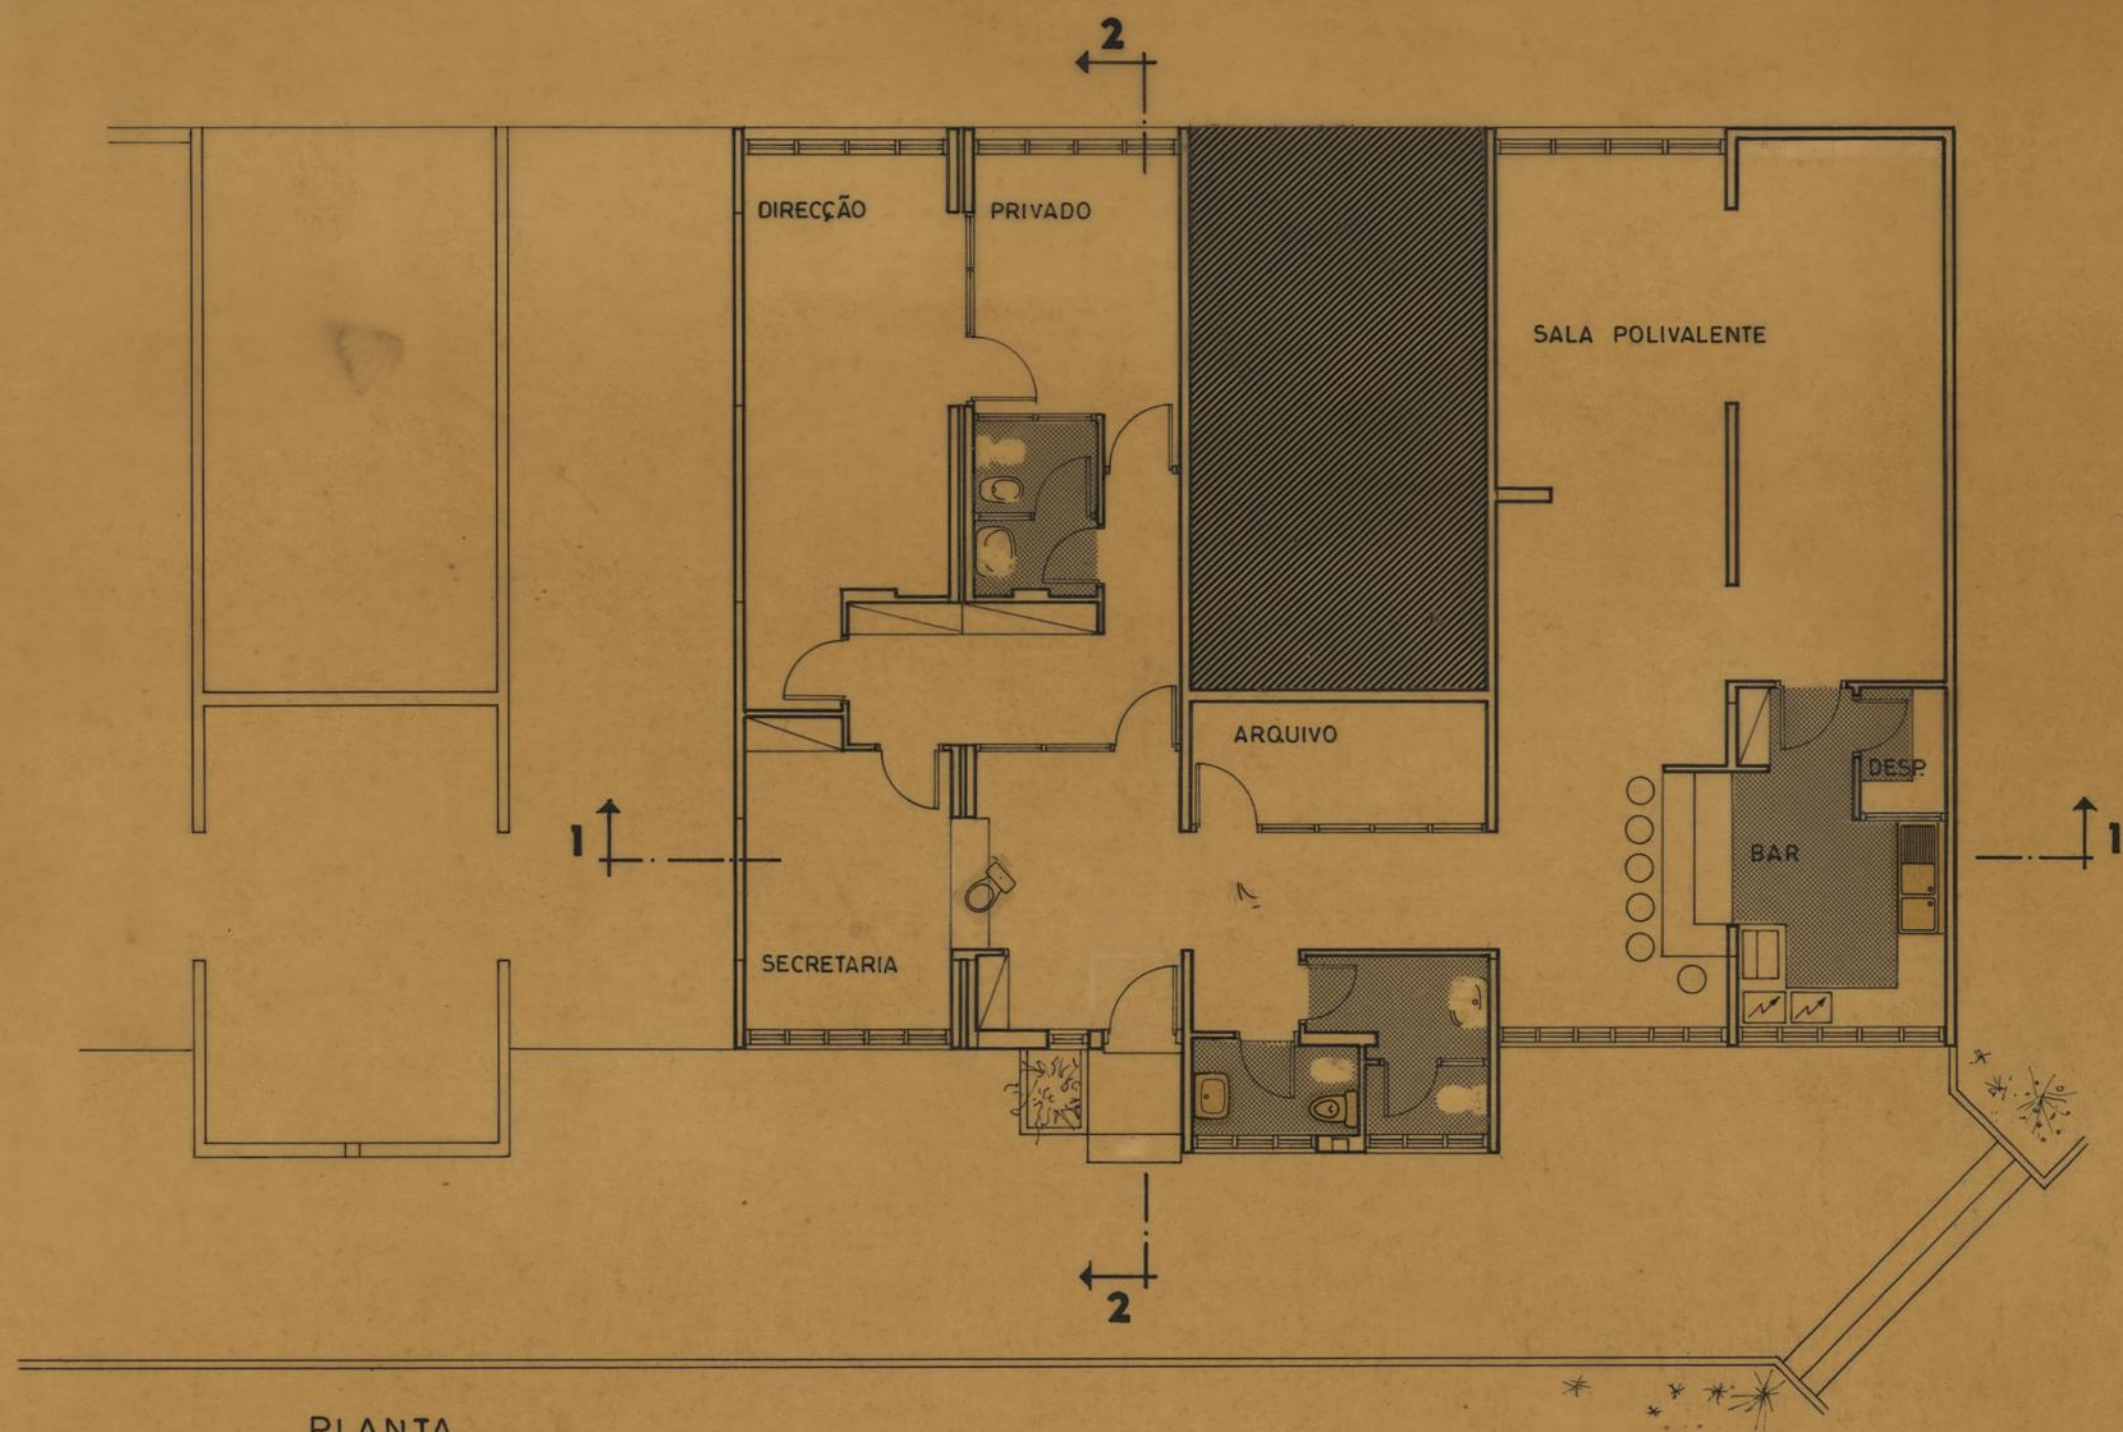 2
DIRECÇÃO
PRIVADO
SALA POLIVALENTE
ARQUIVO
DESP.
1
1
BAR
SECRETARIA
2
PLANTA